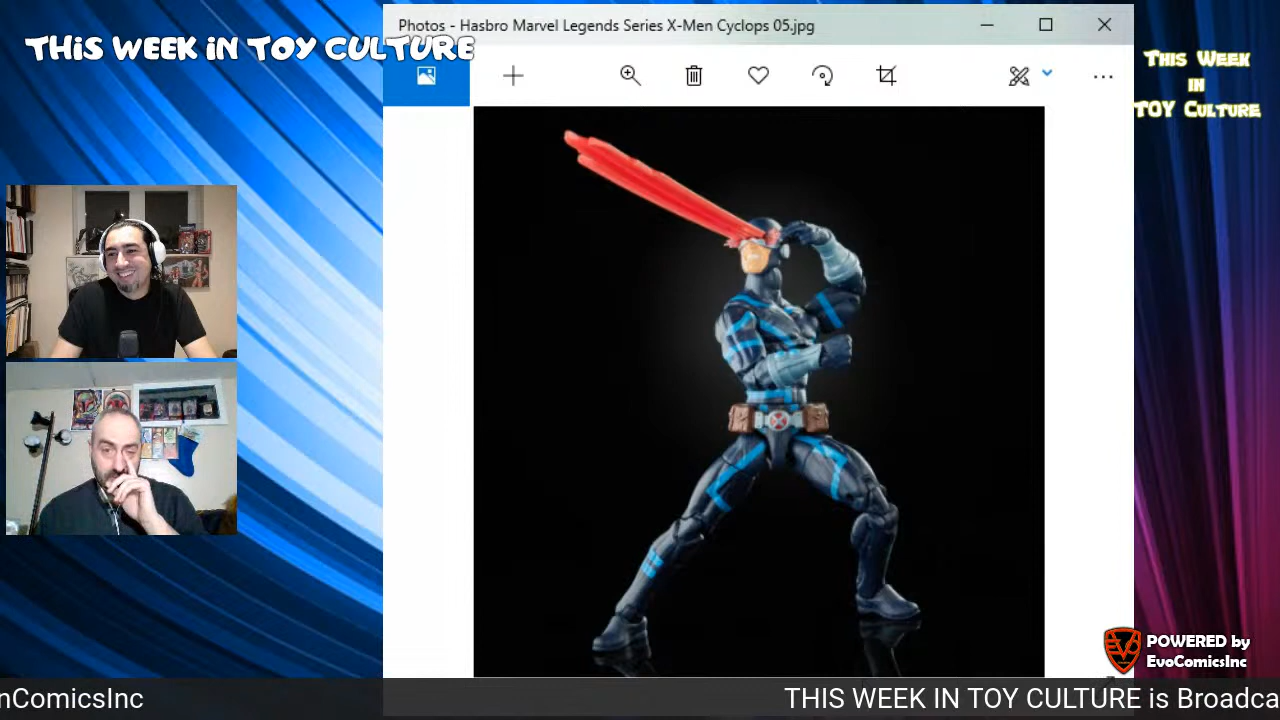 THiS WEEK iN TOY CULTURE
Photos - Hasbro Marvel Legends Series X-Men Cyclops 05.jpg
This Week
in
TOY Culture
EVO
POWERED by
EvoComicsInc
nComicsInc
THIS WEEK IN TOY CULTURE is Broadca